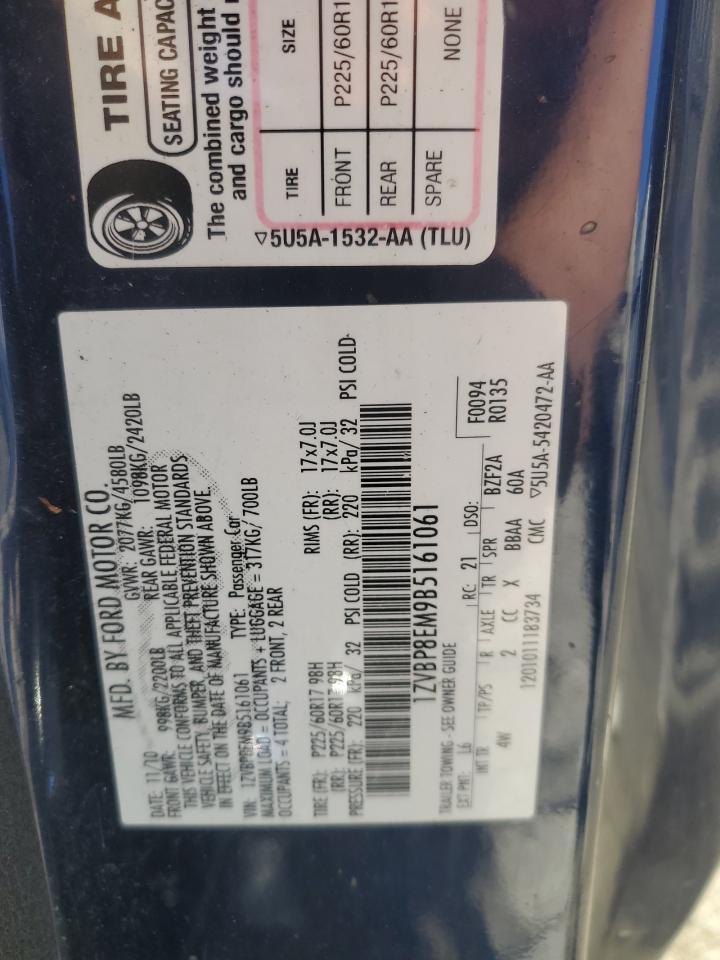 TIRE A
SEATING CAPAC
The combined weight
and cargo should
TIRE SIZE
FRONT P225/60R1
REAR P225/60R1
SPARE NONE
▽5U5A-1532-AA (TLU)
MFD. BY FORD MOTOR CO.
DATE: 11/10 GVWR: 2077KG/4580LB
FRONT GAWR: 998KG/2200LB REAR GAWR: 1098KG/2420LB
THIS VEHICLE CONFORMS TO ALL APPLICABLE FEDERAL MOTOR
VEHICLE SAFETY, BUMPER, AND THEFT PREVENTION STANDARDS
IN EFFECT ON THE DATE OF MANUFACTURE SHOWN ABOVE.
VIN: 1ZVBP8EM9B5161061 TYPE: Passenger Car
MAXIMUM LOAD = OCCUPANTS + LUGGAGE = 317KG/700LB
OCCUPANTS = 4 TOTAL: 2 FRONT, 2 REAR
TIRE (FR): P225/60R17 98H RIMS (FR): 17x7.0J
(RR): P225/60R17 98H (RR): 17x7.0J
PRESSURE (FR): 220 kPa/ 32 PSI COLD (RR): 220 kPa/ 32 PSI COLD
1ZVBP8EM9B5161061
TRAILER TOWING - SEE OWNER GUIDE
EXT PNT: L6 RC: 21 DSO: F0094
R0135
INT TR TP/PS R AXLE TR SPR BZF2A
4W 2 CC X BBAA 60A
1201011183734 CMC ▽5U5A-5420472-AA